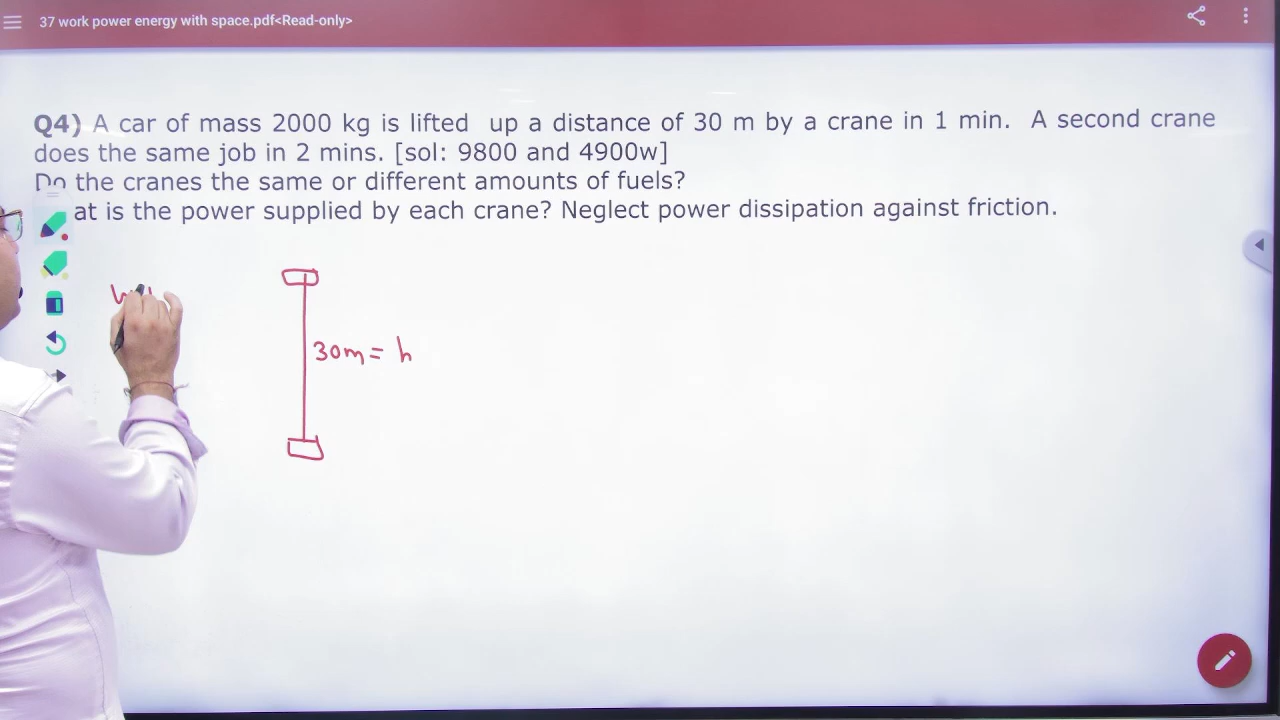 37 work power energy with space.pdf<Read-only>
Q4) A car of mass 2000 kg is lifted up a distance of 30 m by a crane in 1 min. A second crane
does the same job in 2 mins. [sol: 9800 and 4900w]
Do the cranes the same or different amounts of fuels?
at is the power supplied by each crane? Neglect power dissipation against friction.
30m = h